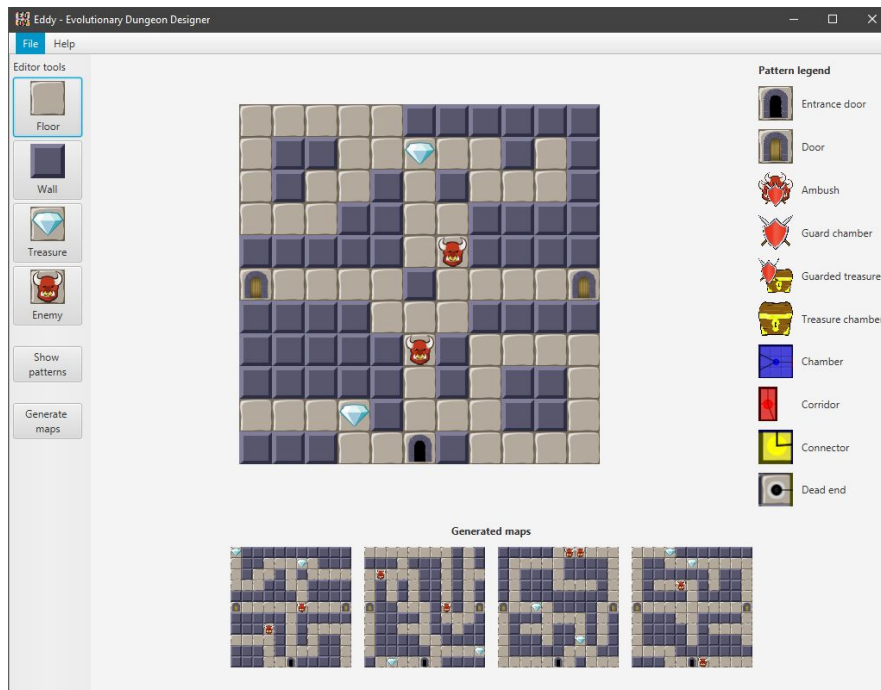 Eddy - Evolutionary Dungeon Designer
File Help
Editor tools
Floor
Wall
Treasure
Enemy
Show
patterns
Generate
maps
Pattern legend
Entrance door
Door
Ambush
Guard chamber
Guarded treasure
Treasure chamber
Chamber
Corridor
Connector
Dead end
Generated maps